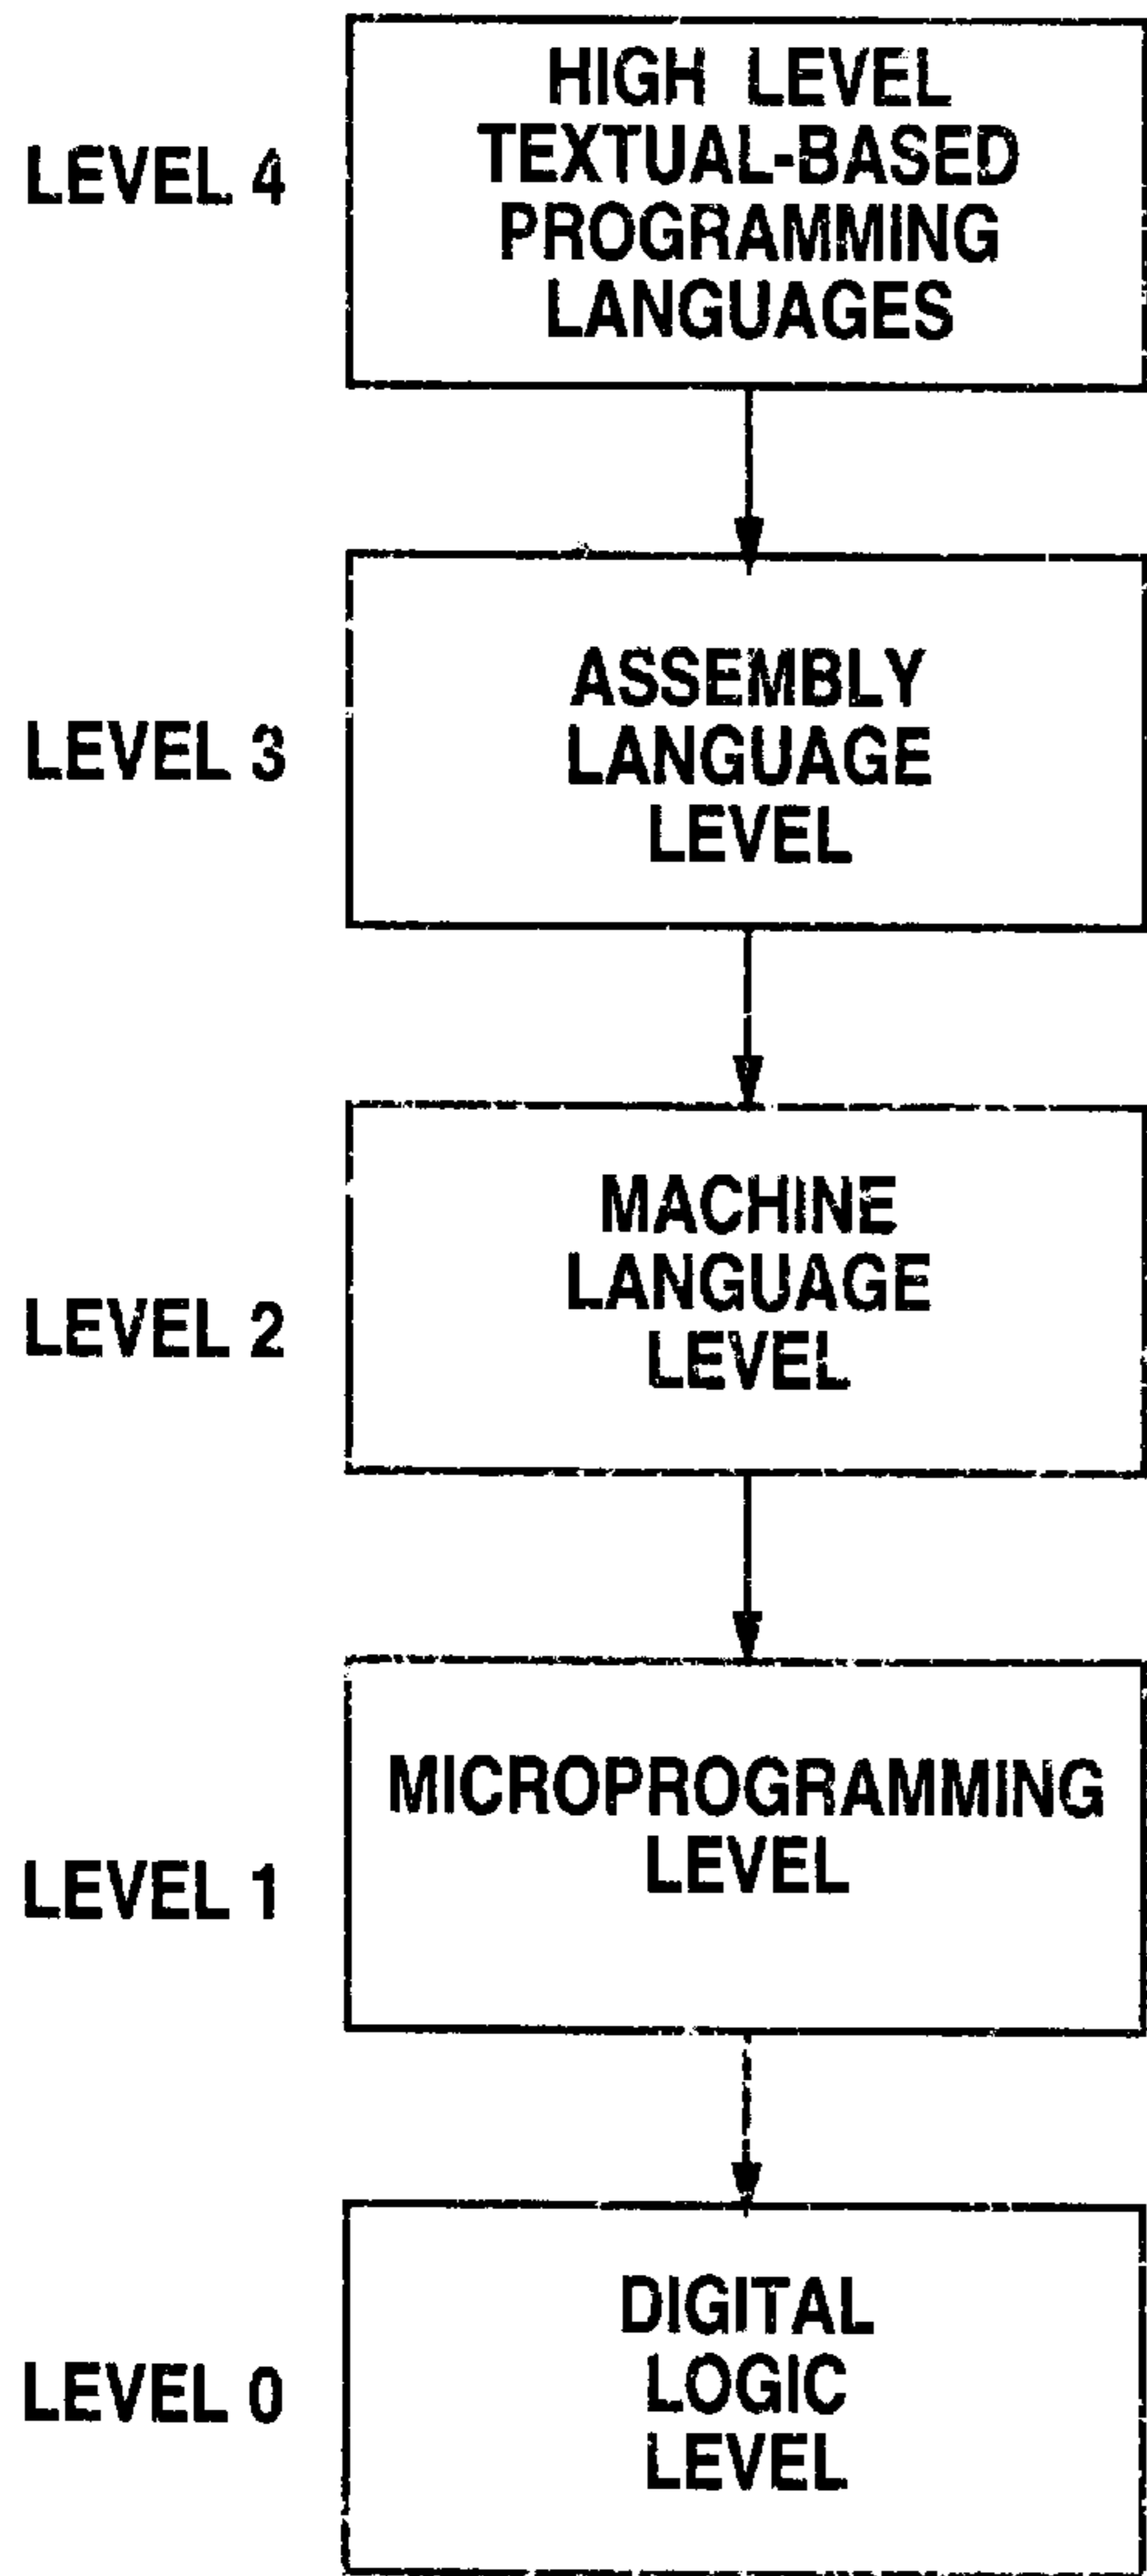 LEVEL 4
HIGH LEVEL
TEXTUAL-BASED
PROGRAMMING
LANGUAGES
LEVEL 3
ASSEMBLY
LANGUAGE
LEVEL
LEVEL 2
MACHINE
LANGUAGE
LEVEL
LEVEL 1
MICROPROGRAMMING
LEVEL
LEVEL 0
DIGITAL
LOGIC
LEVEL